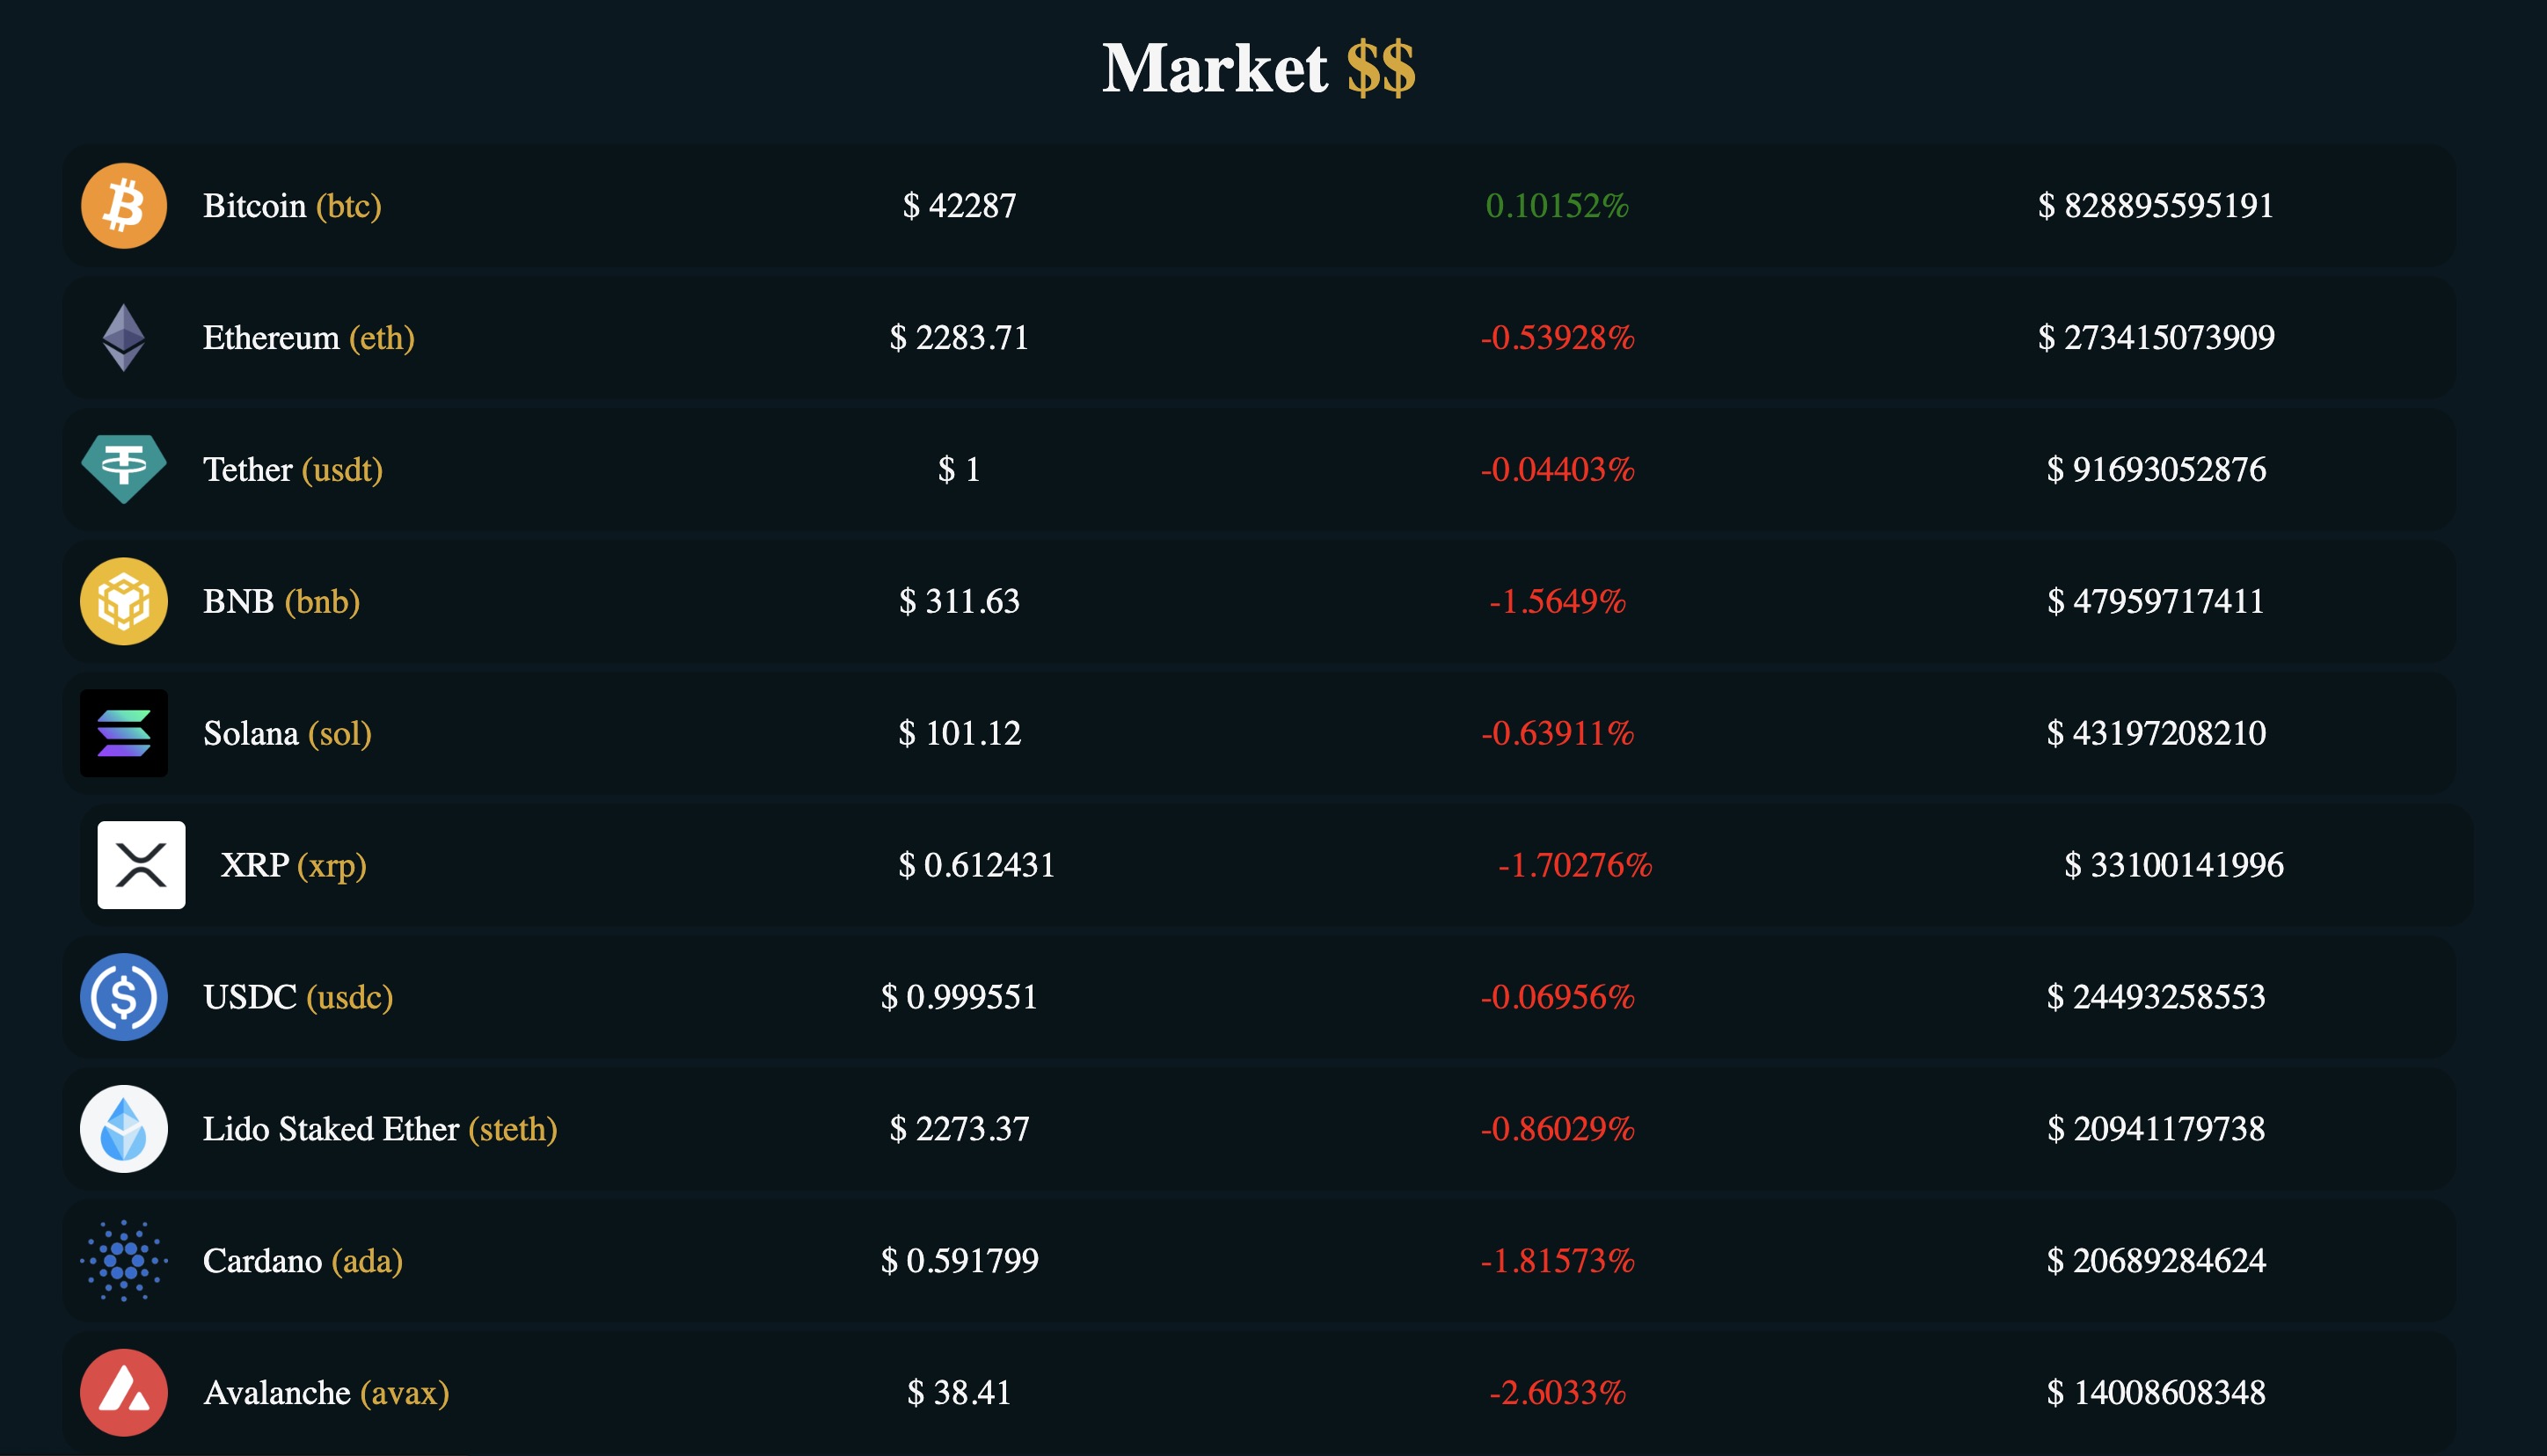 Market $$
Bitcoin (btc) $ 42287 0.10152% $ 828895595191
Ethereum (eth) $ 2283.71 -0.53928% $ 273415073909
Tether (usdt) $ 1 -0.04403% $ 91693052876
BNB (bnb) $ 311.63 -1.5649% $ 47959717411
Solana (sol) $ 101.12 -0.63911% $ 43197208210
XRP (xrp) $ 0.612431 -1.70276% $ 33100141996
USDC (usdc) $ 0.999551 -0.06956% $ 24493258553
Lido Staked Ether (steth) $ 2273.37 -0.86029% $ 20941179738
Cardano (ada) $ 0.591799 -1.81573% $ 20689284624
Avalanche (avax) $ 38.41 -2.6033% $ 14008608348